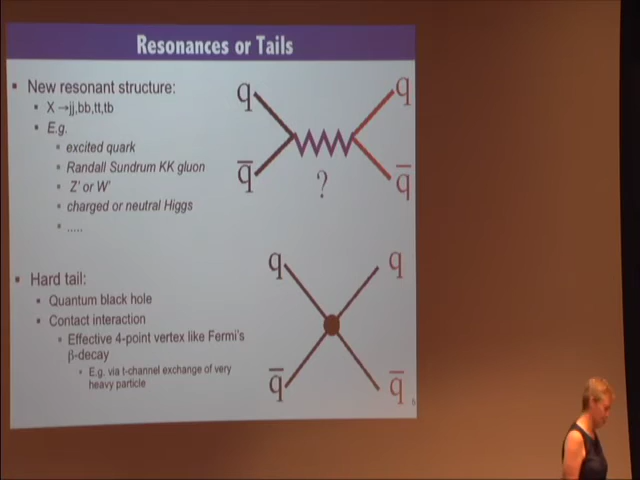 Resonances or Tails
▪ New resonant structure:
▪ X →jj,bb,tt,tb
▪ E.g.
▪ excited quark
▪ Randall Sundrum KK gluon
▪ Z' or W'
▪ charged or neutral Higgs
▪ .....
q
q
q̅
q̅
?
▪ Hard tail:
▪ Quantum black hole
▪ Contact interaction
▪ Effective 4-point vertex like Fermi's
β-decay
▪ E.g. via t-channel exchange of very
heavy particle
q
q
q̅
q̅